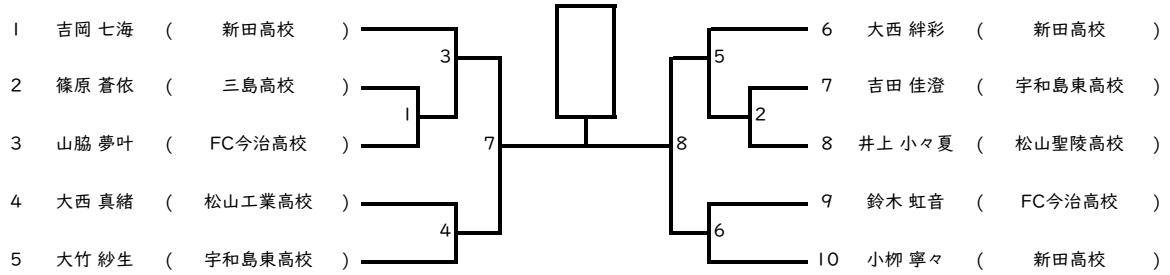 1 吉岡 七海 ( 新田高校 )
2 篠原 蒼依 ( 三島高校 )
3 山脇 夢叶 ( FC今治高校 )
4 大西 真緒 ( 松山工業高校 )
5 大竹 紗生 ( 宇和島東高校 )
3
1
7
4
6 大西 絆彩 ( 新田高校 )
7 吉田 佳澄 ( 宇和島東高校 )
8 井上 小々夏 ( 松山聖陵高校 )
9 鈴木 虹音 ( FC今治高校 )
10 小栁 寧々 ( 新田高校 )
5
2
8
6